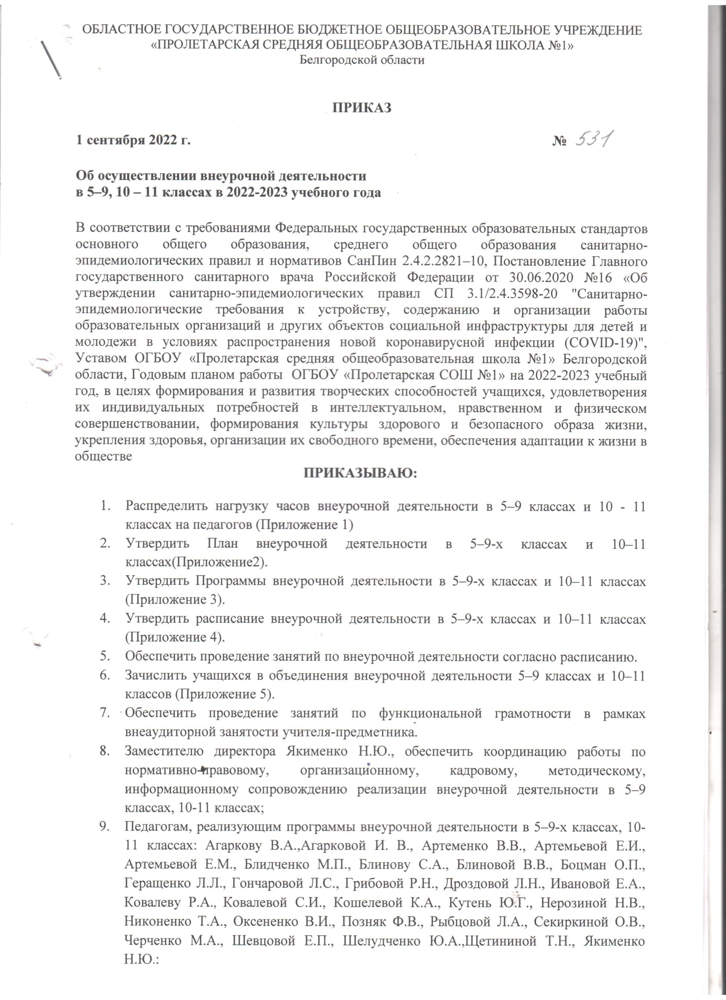 ОБЛАСТНОЕ ГОСУДАРСТВЕННОЕ БЮДЖЕТНОЕ ОБЩЕОБРАЗОВАТЕЛЬНОЕ УЧРЕЖДЕНИЕ
«ПРОЛЕТАРСКАЯ СРЕДНЯЯ ОБЩЕОБРАЗОВАТЕЛЬНАЯ ШКОЛА №1»
Белгородской области
ПРИКАЗ
1 сентября 2022 г. № 531
Об осуществлении внеурочной деятельности
в 5–9, 10 – 11 классах в 2022-2023 учебного года
В соответствии с требованиями Федеральных государственных образовательных стандартов
основного общего образования, среднего общего образования санитарно-
эпидемиологических правил и нормативов СанПин 2.4.2.2821–10, Постановление Главного
государственного санитарного врача Российской Федерации от 30.06.2020 №16 «Об
утверждении санитарно-эпидемиологических правил СП 3.1/2.4.3598-20 "Санитарно-
эпидемиологические требования к устройству, содержанию и организации работы
образовательных организаций и других объектов социальной инфраструктуры для детей и
молодежи в условиях распространения новой коронавирусной инфекции (COVID-19)",
Уставом ОГБОУ «Пролетарская средняя общеобразовательная школа №1» Белгородской
области, Годовым планом работы ОГБОУ «Пролетарская СОШ №1» на 2022-2023 учебный
год, в целях формирования и развития творческих способностей учащихся, удовлетворения
их индивидуальных потребностей в интеллектуальном, нравственном и физическом
совершенствовании, формирования культуры здорового и безопасного образа жизни,
укрепления здоровья, организации их свободного времени, обеспечения адаптации к жизни в
обществе
ПРИКАЗЫВАЮ:
1. Распределить нагрузку часов внеурочной деятельности в 5–9 классах и 10 - 11
классах на педагогов (Приложение 1)
2. Утвердить План внеурочной деятельности в 5–9-х классах и 10–11
классах(Приложение2).
3. Утвердить Программы внеурочной деятельности в 5–9-х классах и 10–11 классах
(Приложение 3).
4. Утвердить расписание внеурочной деятельности в 5–9-х классах и 10–11 классах
(Приложение 4).
5. Обеспечить проведение занятий по внеурочной деятельности согласно расписанию.
6. Зачислить учащихся в объединения внеурочной деятельности 5–9 классах и 10–11
классов (Приложение 5).
7. Обеспечить проведение занятий по функциональной грамотности в рамках
внеаудиторной занятости учителя-предметника.
8. Заместителю директора Якименко Н.Ю., обеспечить координацию работы по
нормативно-правовому, организационному, кадровому, методическому,
информационному сопровождению реализации внеурочной деятельности в 5–9
классах, 10-11 классах;
9. Педагогам, реализующим программы внеурочной деятельности в 5–9-х классах, 10-
11 классах: Агаркову В.А.,Агарковой И. В., Артеменко В.В., Артемьевой Е.И.,
Артемьевой Е.М., Блидченко М.П., Блинову С.А., Блиновой В.В., Боцман О.П.,
Геращенко Л.Л., Гончаровой Л.С., Грибовой Р.Н., Дроздовой Л.Н., Ивановой Е.А.,
Ковалеву Р.А., Ковалевой С.И., Кошелевой К.А., Кутень Ю.Г., Нерозиной Н.В.,
Никоненко Т.А., Оксененко В.И., Позняк Ф.В., Рыбцовой Л.А., Секиркиной О.В.,
Черченко М.А., Шевцовой Е.П., Шелудченко Ю.А.,Щетининой Т.Н., Якименко
Н.Ю.: